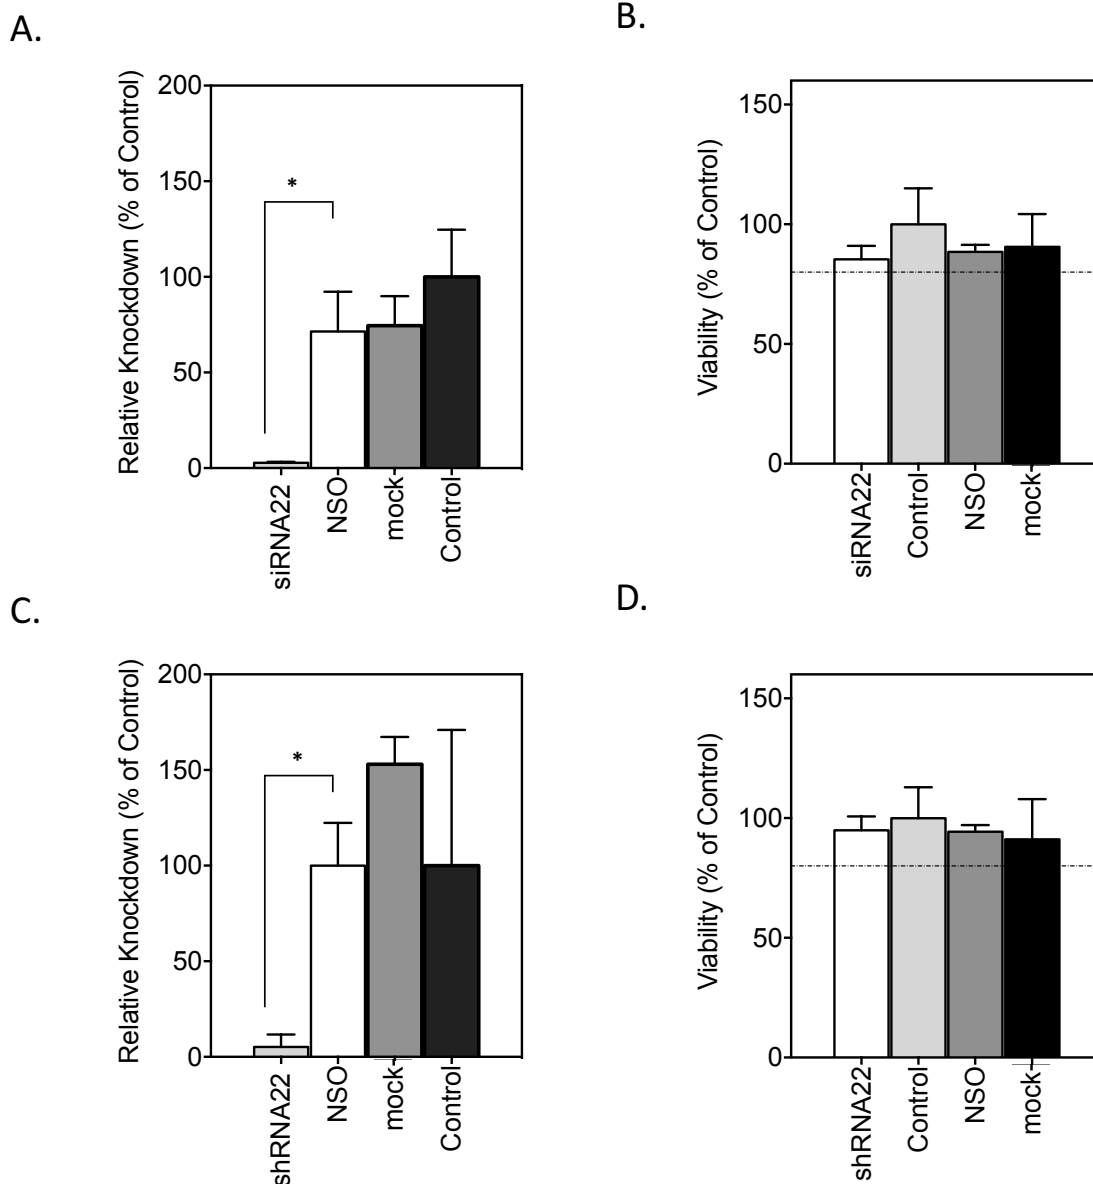 A.
Relative Knockdown (% of Control)
200
150
100
50
0
*
siRNA22
NSO
mock
Control
B.
Viability (% of Control)
150
100
50
0
siRNA22
Control
NSO
mock
C.
Relative Knockdown (% of Control)
200
150
100
50
0
*
shRNA22
NSO
mock
Control
D.
Viability (% of Control)
150
100
50
0
shRNA22
Control
NSO
mock